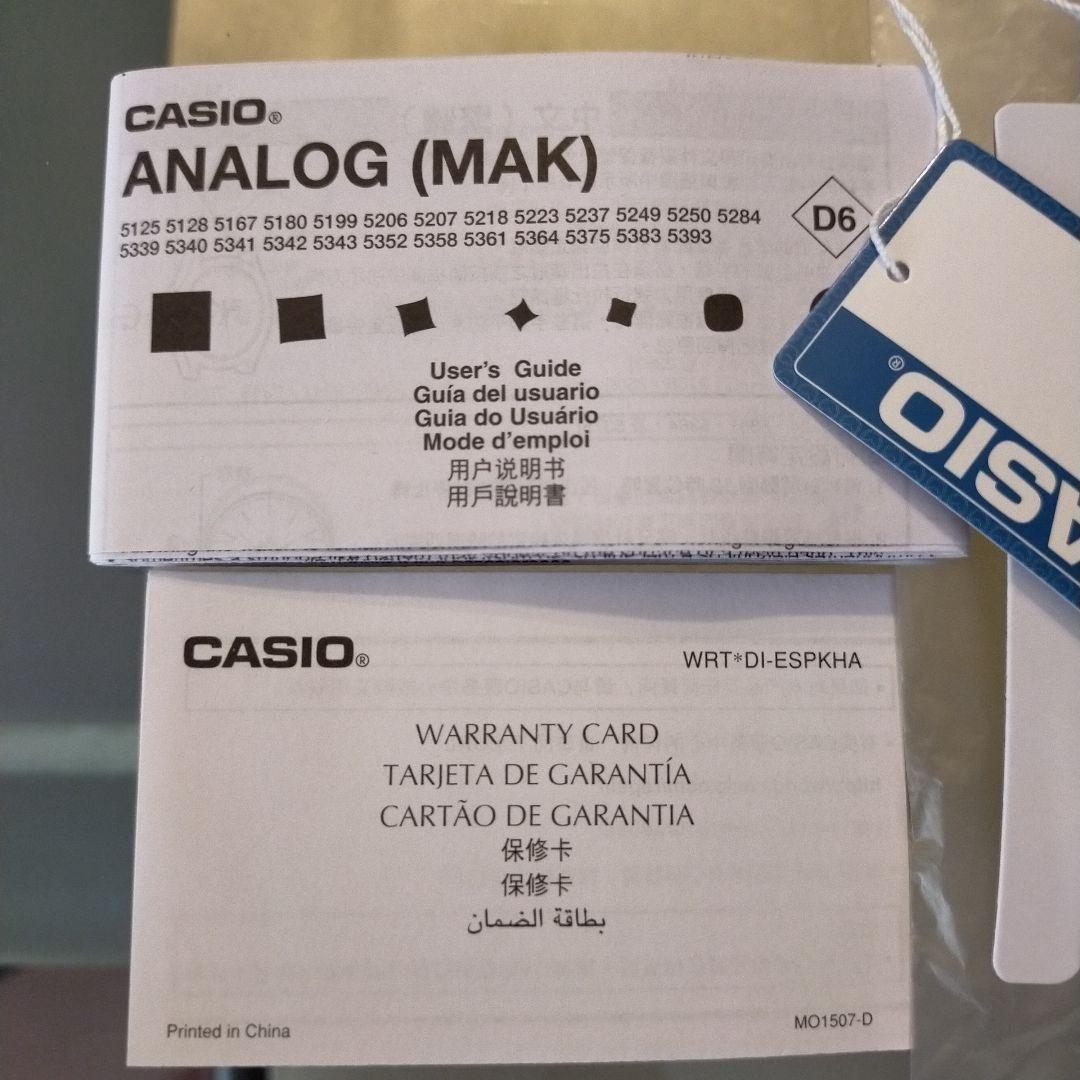 CASIO®
ANALOG (MAK)
5125 5128 5167 5180 5199 5206 5207 5218 5223 5237 5249 5250 5284
5339 5340 5341 5342 5343 5352 5358 5361 5364 5375 5383 5393
D6
User's Guide
Guía del usuario
Guia do Usuário
Mode d'emploi
用户说明书
用戶說明書
ASIO®
CASIO®
WRT*DI-ESPKHA
WARRANTY CARD
TARJETA DE GARANTÍA
CARTÃO DE GARANTIA
保修卡
保修卡
بطاقة الضمان
Printed in China
MO1507-D